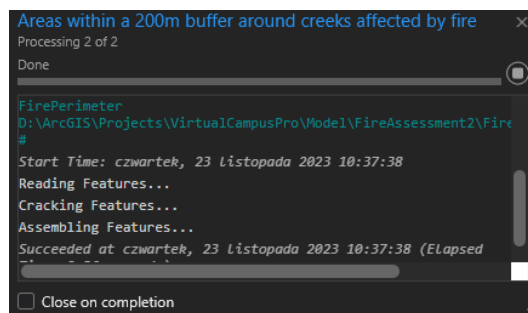 Areas within a 200m buffer around creeks affected by fire
Processing 2 of 2
Done
FirePerimeter
D:\ArcGIS\Projects\VirtualCampusPro\Model\FireAssessment2\Fire
#
Start Time: czwartek, 23 listopada 2023 10:37:38
Reading Features...
Cracking Features...
Assembling Features...
Succeeded at czwartek, 23 listopada 2023 10:37:38 (Elapsed
Close on completion